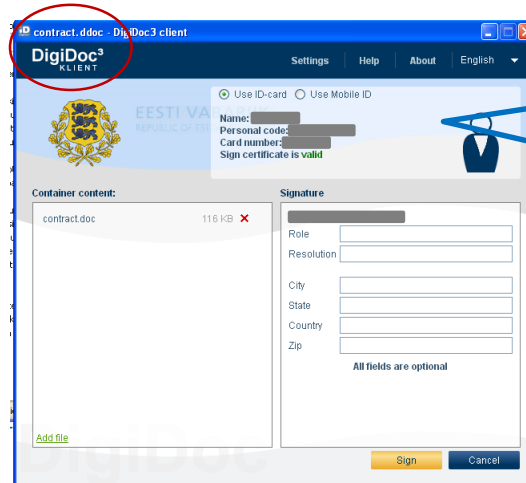 contract.ddoc - DigiDoc3 client
DigiDoc3
KLIENT
Settings Help About English
Use ID-card Use Mobile ID
EESTI VABARIIK
Name:
Personal code:
Card number:
Sign certificate is valid
Container content:
Signature
contract.doc 116 KB
Role
Resolution
City
State
Country
Zip
All fields are optional
Add file
DigiDoc
Sign Cancel